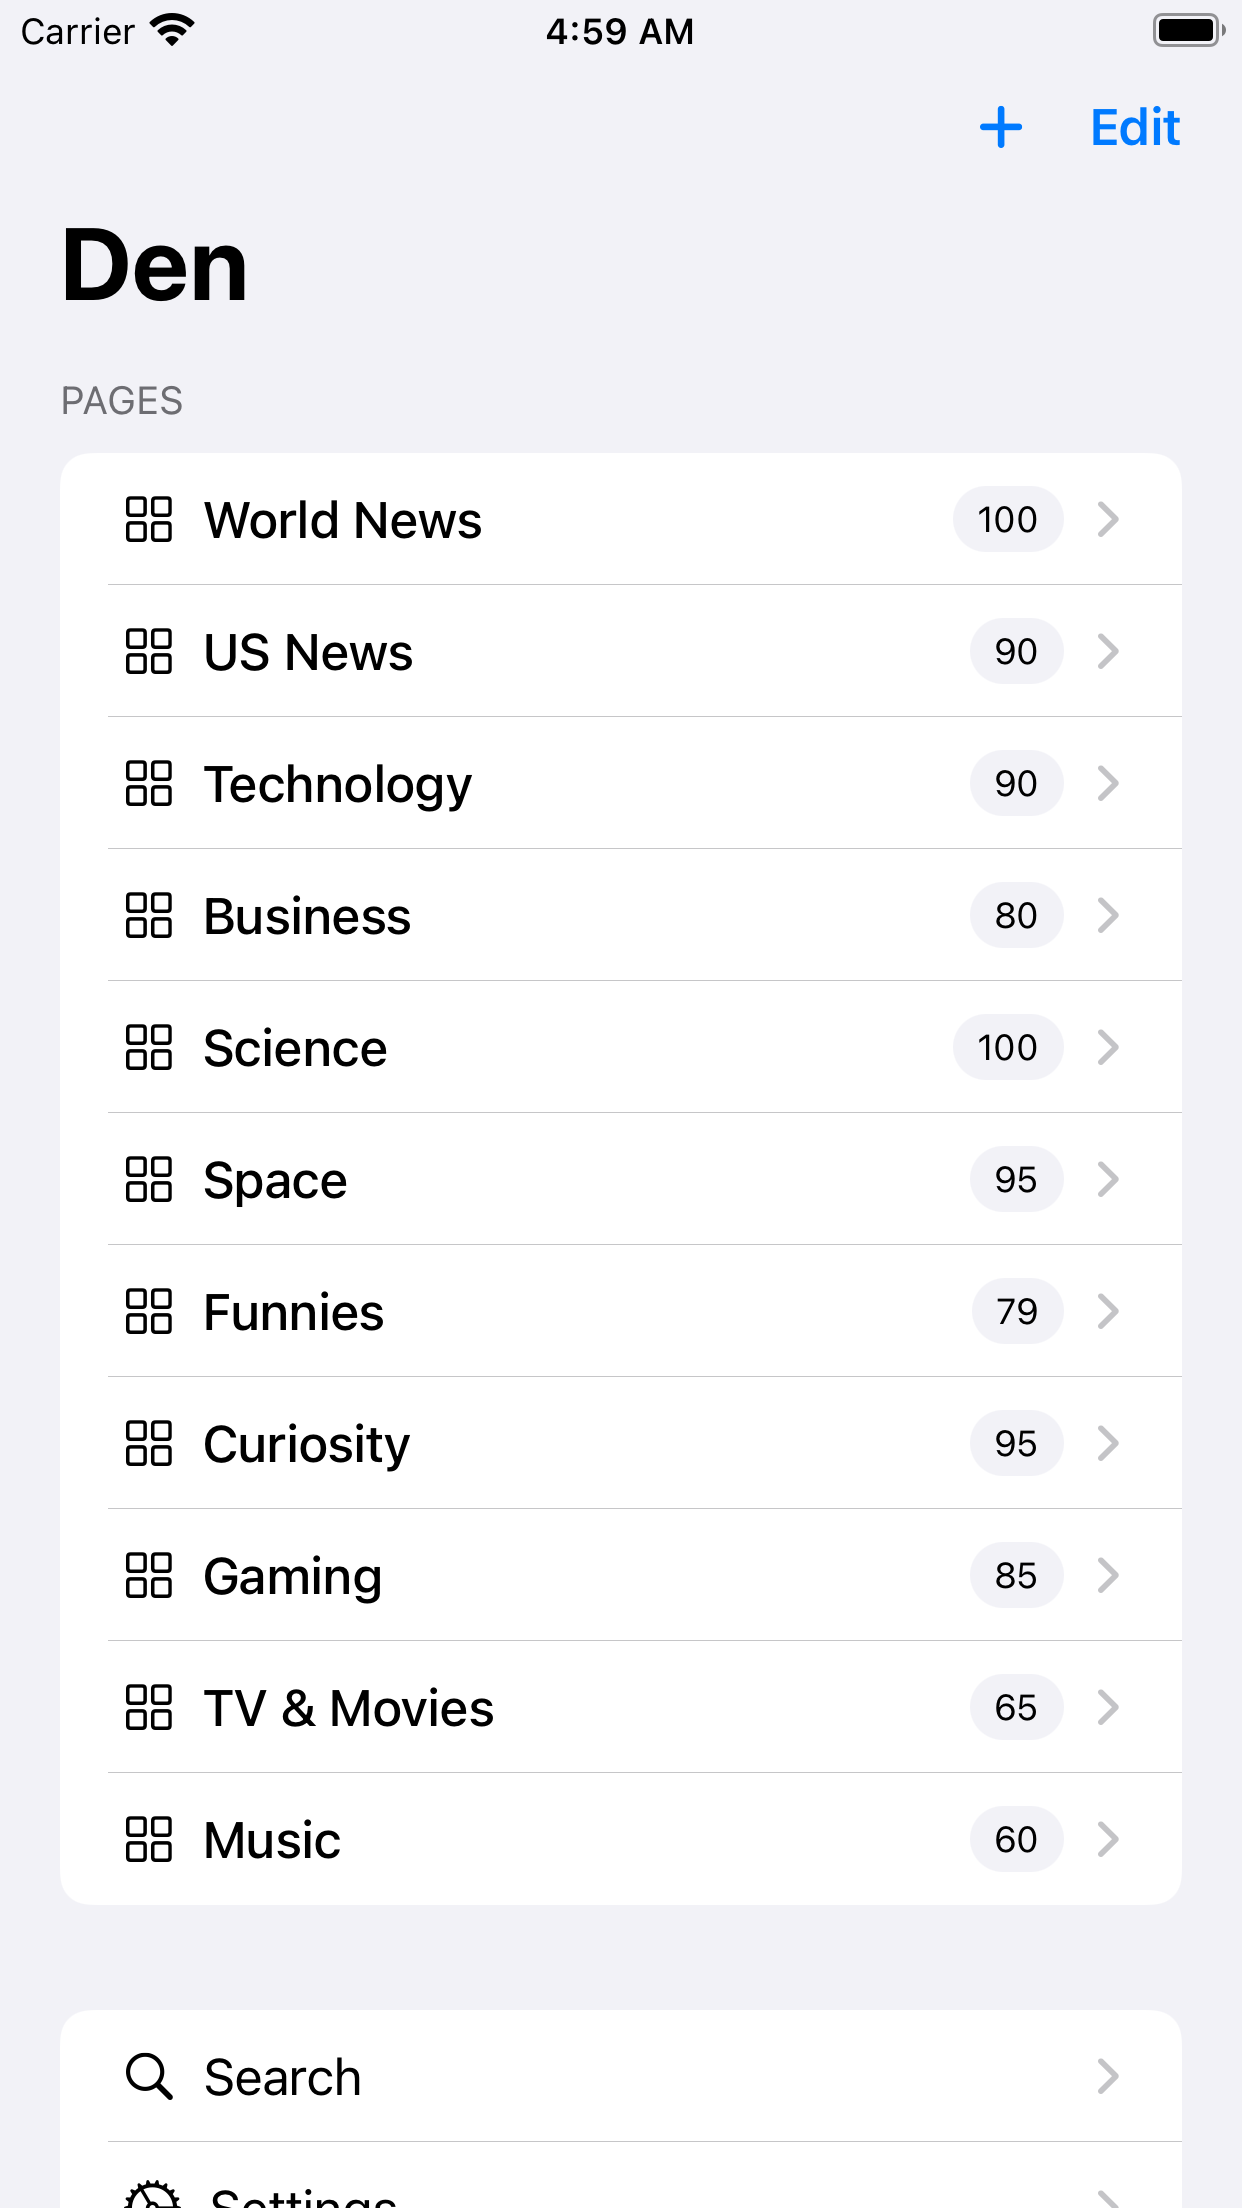 Carrier 4:59 AM
+ Edit
Den
PAGES
World News 100
US News 90
Technology 90
Business 80
Science 100
Space 95
Funnies 79
Curiosity 95
Gaming 85
TV & Movies 65
Music 60
Search
Settings